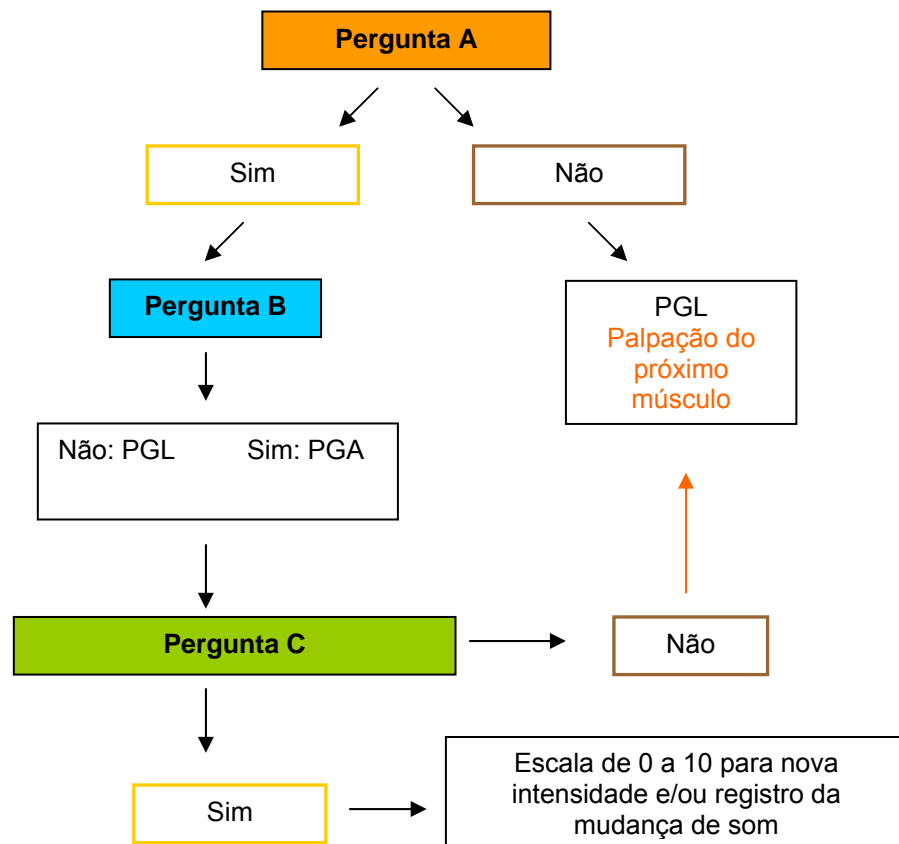 Pergunta A
Sim
Não
Pergunta B
PGL
Palpação do
próximo
músculo
Não: PGL Sim: PGA
Pergunta C
Não
Sim
Escala de 0 a 10 para nova
intensidade e/ou registro da
mudança de som